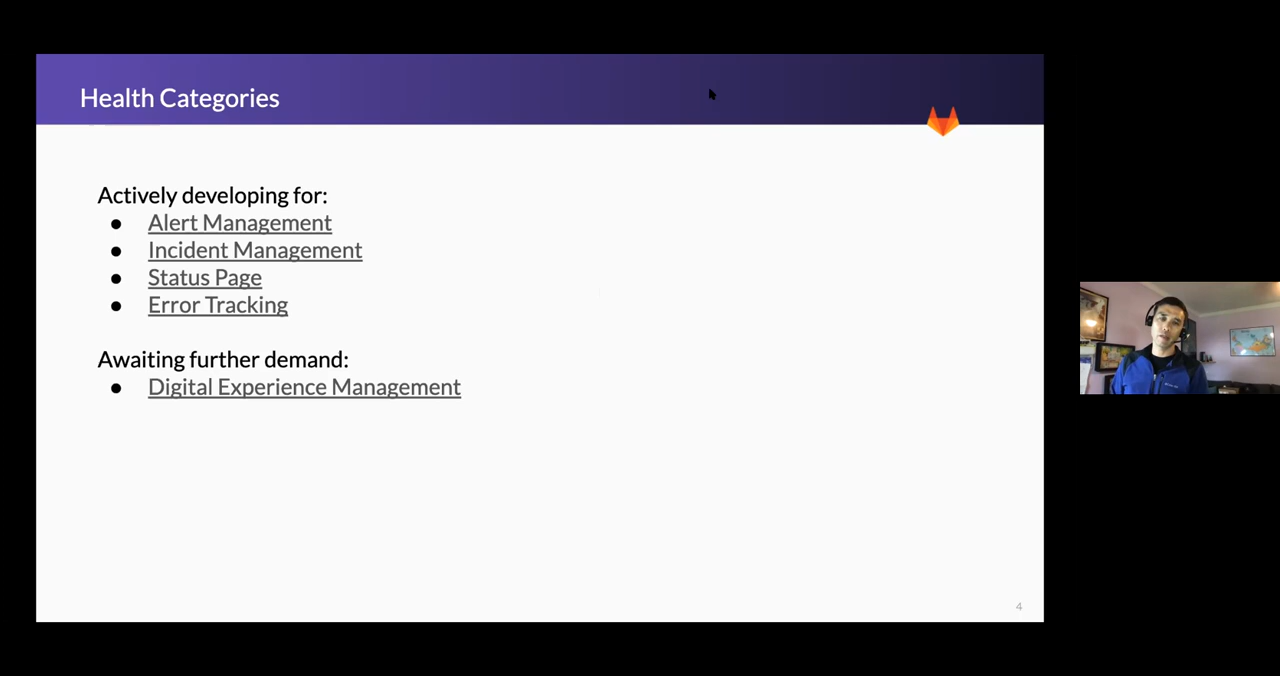 Health Categories
Actively developing for:
● Alert Management
● Incident Management
● Status Page
● Error Tracking
Awaiting further demand:
● Digital Experience Management
4